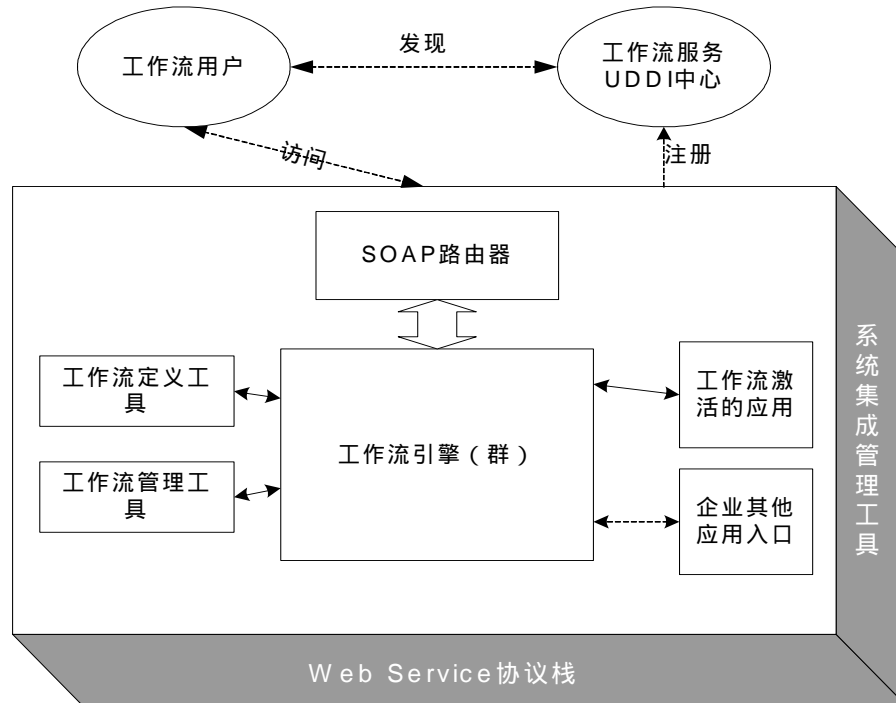 工作流用户
发现
工作流服务
UDDI中心
访问
注册
SOAP路由器
工作流定义工
具
工作流引擎（群）
工作流激
活的应用
工作流管理工
具
企业其他
应用入口
系统集成管理工具
Web Service协议栈